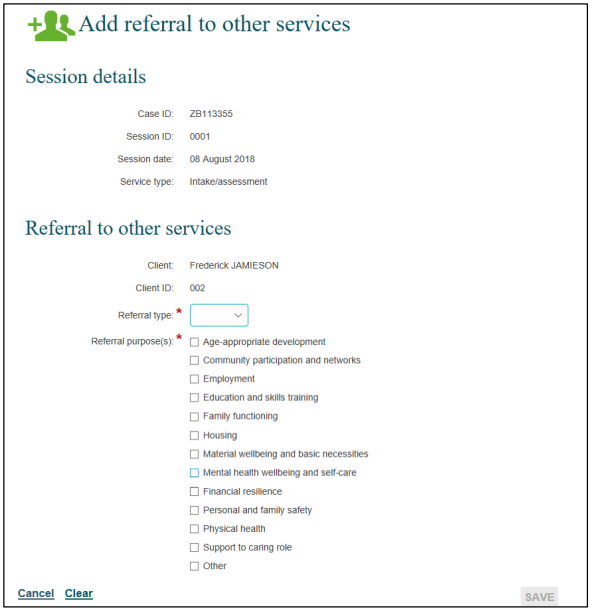 Add referral to other services
Session details
Case ID: ZB113355
Session ID: 0001
Session date: 08 August 2018
Service type: Intake/assessment
Referral to other services
Client: Frederick JAMIESON
Client ID: 002
Referral type: *
Referral purpose(s): * Age-appropriate development
Community participation and networks
Employment
Education and skills training
Family functioning
Housing
Material wellbeing and basic necessities
Mental health wellbeing and self-care
Financial resilience
Personal and family safety
Physical health
Support to caring role
Other
Cancel Clear SAVE